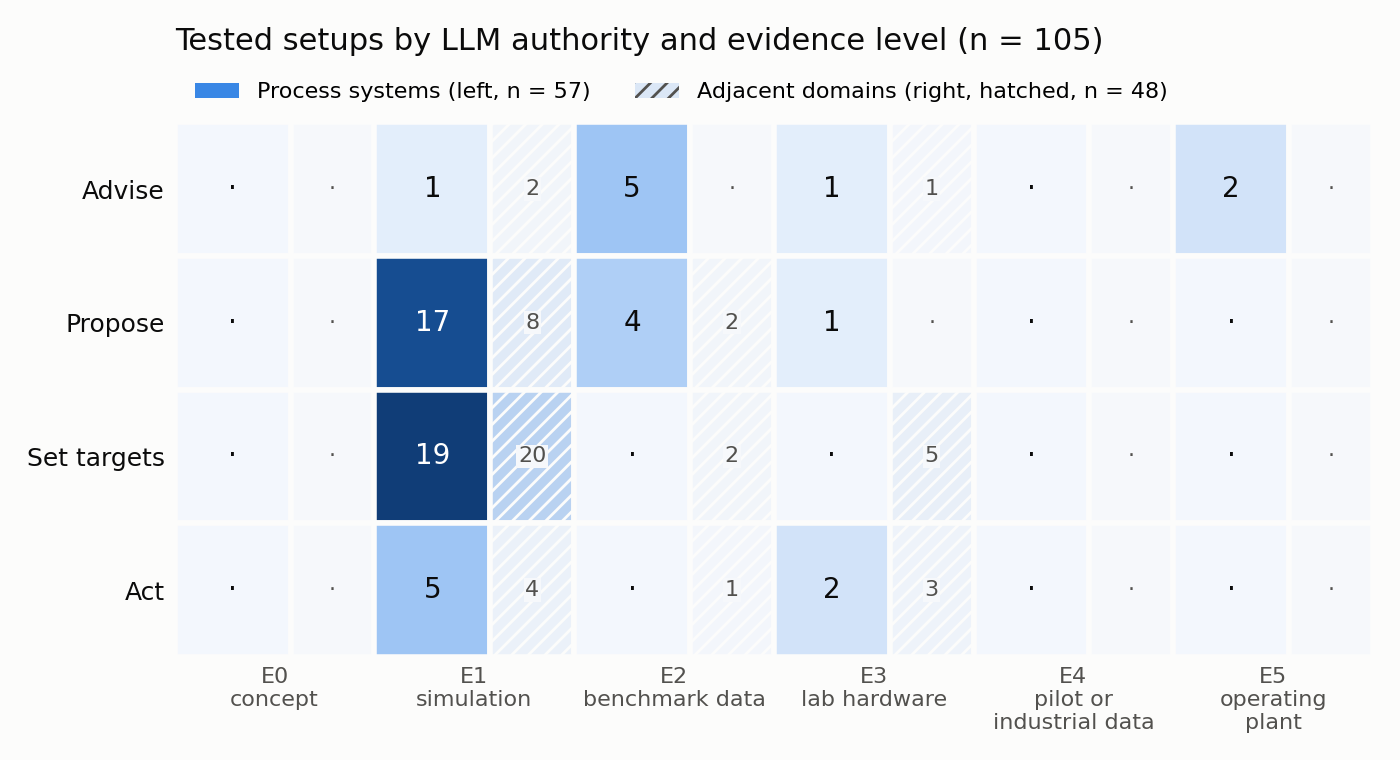 Tested setups by LLM authority and evidence level (n = 105)
Process systems (left, n = 57) Adjacent domains (right, hatched, n = 48)
Advise · · 1 2 5 · 1 1 · · 2 ·
Propose · · 17 8 4 2 1 · · · · ·
Set targets · · 19 20 · 2 · 5 · · · ·
Act · · 5 4 · 1 2 3 · · · ·
E0 E1 E2 E3 E4 E5
concept simulation benchmark data lab hardware pilot or operating
industrial data plant